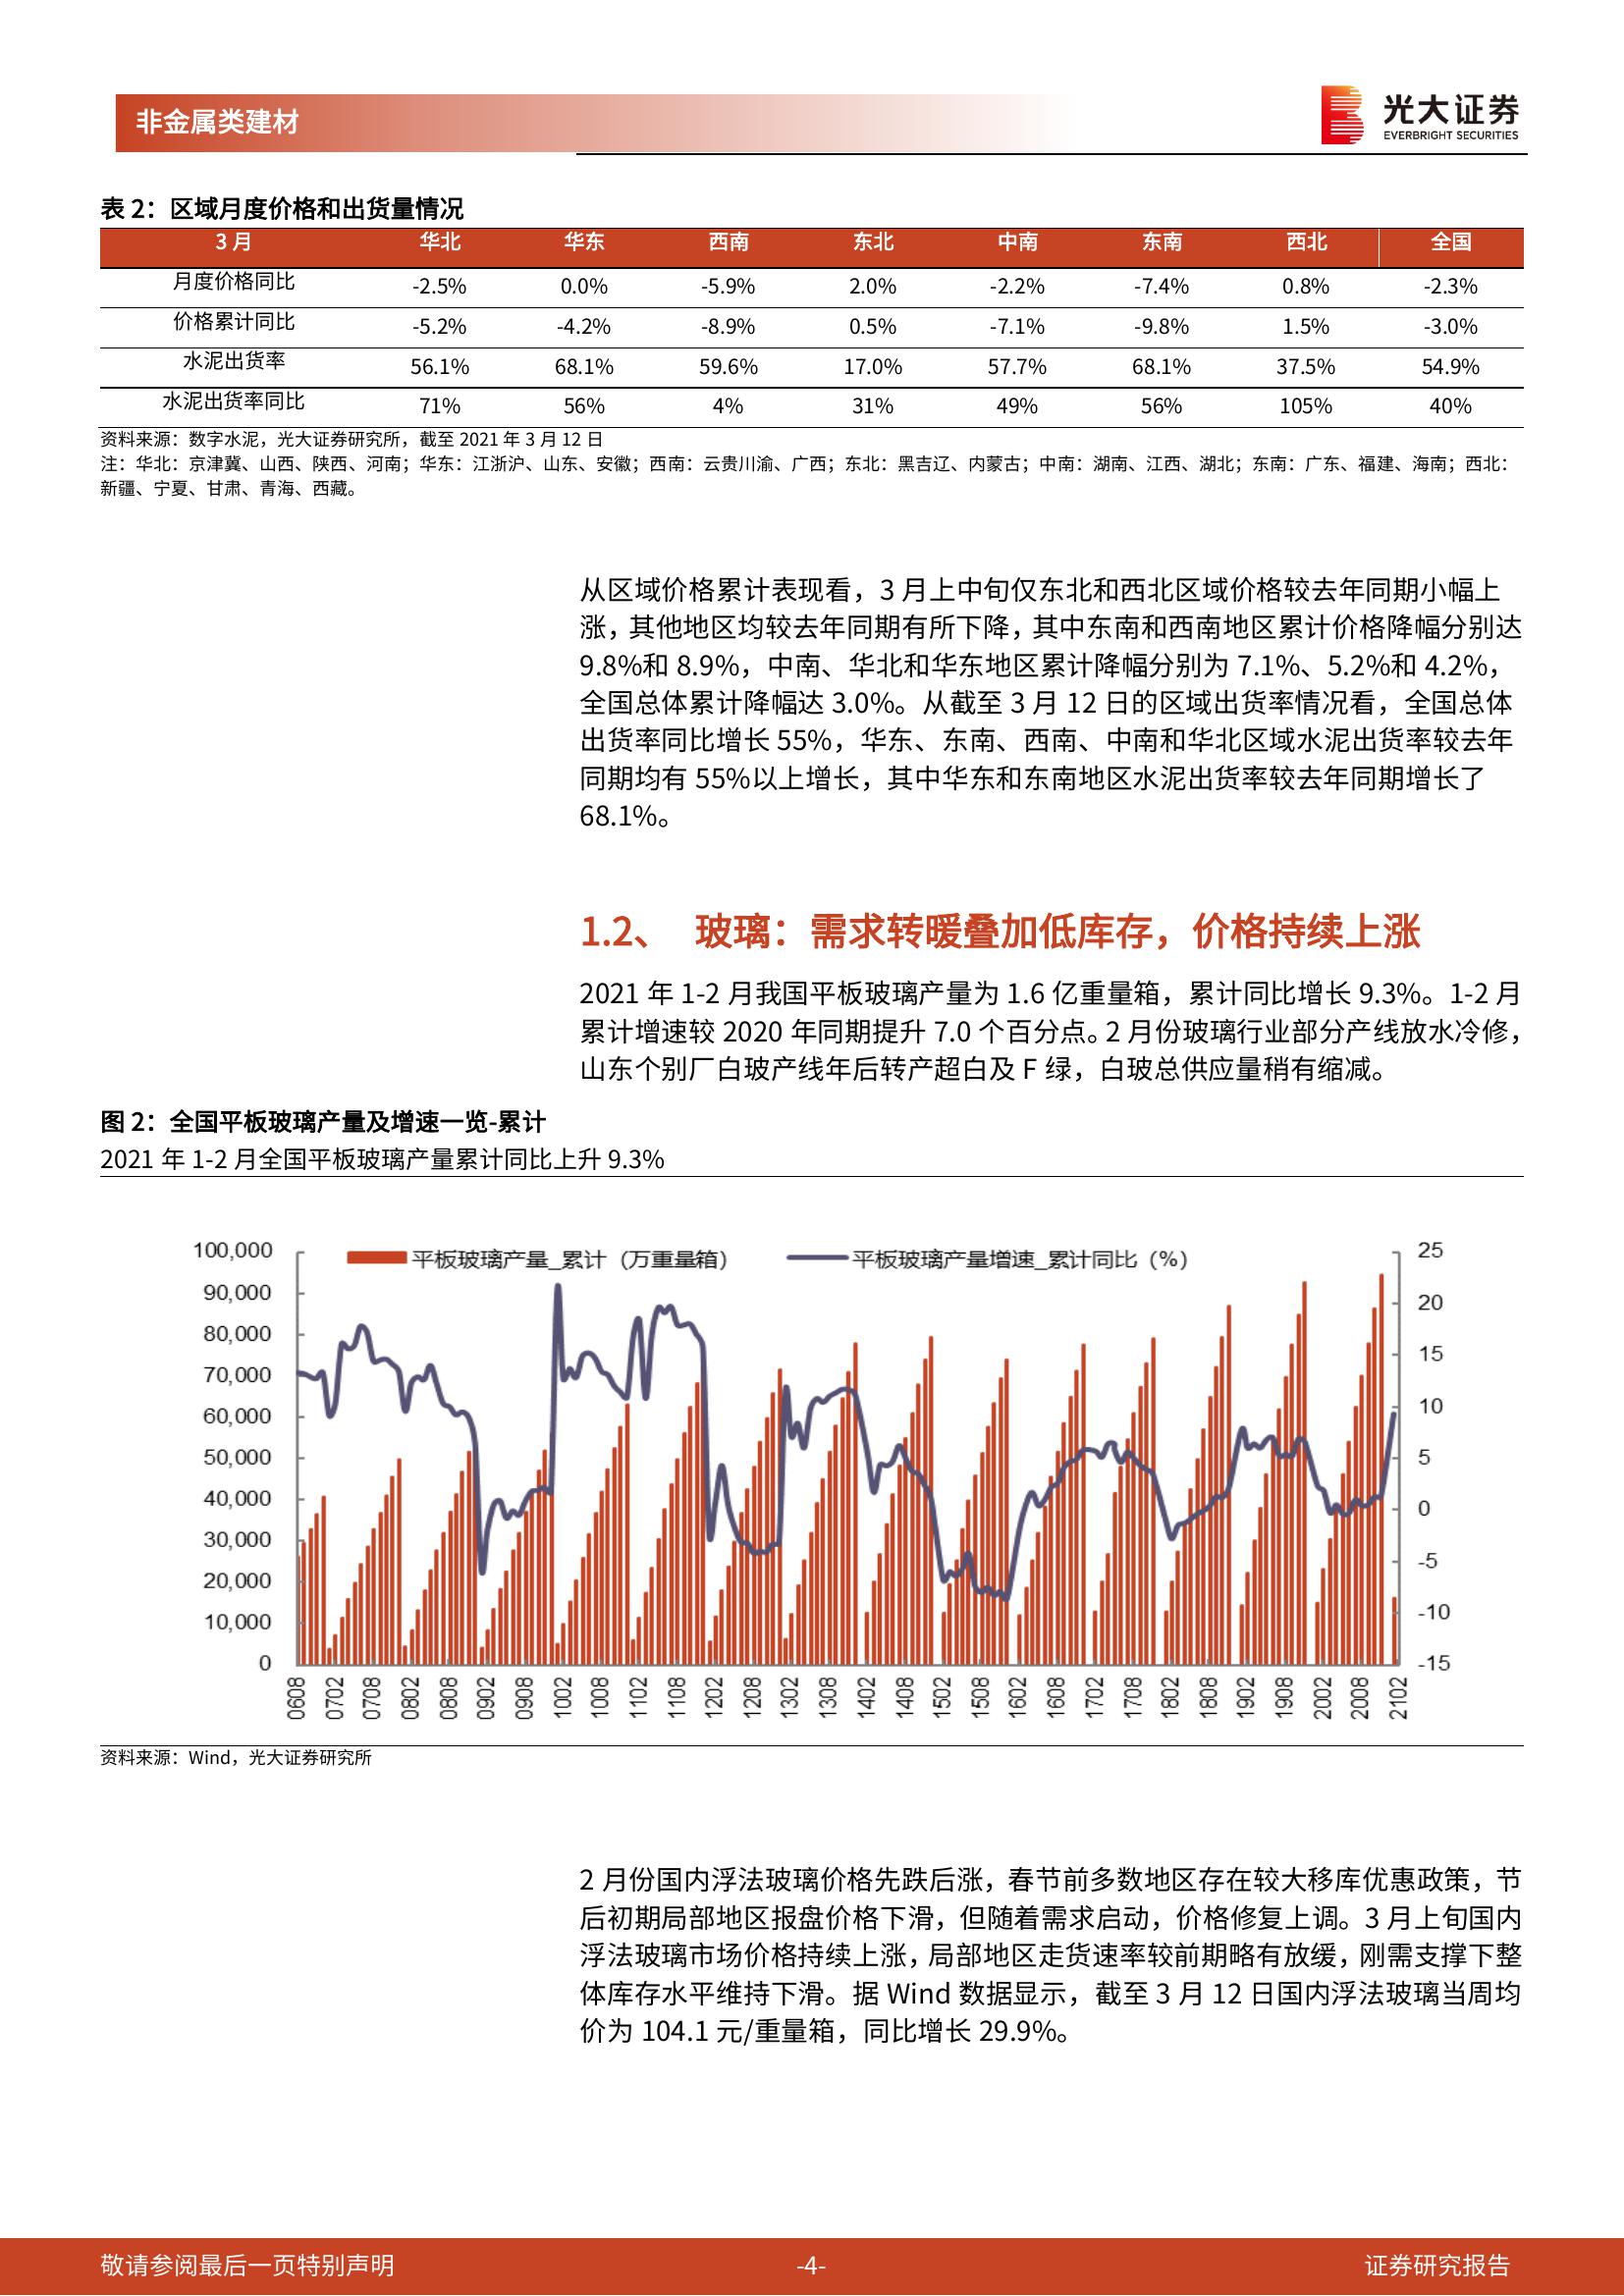 非金属类建材
光大证券
EVERBRIGHT SECURITIES
表 2：区域月度价格和出货量情况
3 月 华北 华东 西南 东北 中南 东南 西北 全国
月度价格同比 -2.5% 0.0% -5.9% 2.0% -2.2% -7.4% 0.8% -2.3%
价格累计同比 -5.2% -4.2% -8.9% 0.5% -7.1% -9.8% 1.5% -3.0%
水泥出货率 56.1% 68.1% 59.6% 17.0% 57.7% 68.1% 37.5% 54.9%
水泥出货率同比 71% 56% 4% 31% 49% 56% 105% 40%
资料来源：数字水泥，光大证券研究所，截至 2021 年 3 月 12 日
注：华北：京津冀、山西、陕西、河南；华东：江浙沪、山东、安徽；西南：云贵川渝、广西；东北：黑吉辽、内蒙古；中南：湖南、江西、湖北；东南：广东、福建、海南；西北：
新疆、宁夏、甘肃、青海、西藏。
从区域价格累计表现看，3 月上中旬仅东北和西北区域价格较去年同期小幅上
涨，其他地区均较去年同期有所下降，其中东南和西南地区累计价格降幅分别达
9.8%和 8.9%，中南、华北和华东地区累计降幅分别为 7.1%、5.2%和 4.2%，
全国总体累计降幅达 3.0%。从截至 3 月 12 日的区域出货率情况看，全国总体
出货率同比增长 55%，华东、东南、西南、中南和华北区域水泥出货率较去年
同期均有 55%以上增长，其中华东和东南地区水泥出货率较去年同期增长了
68.1%。
1.2、 玻璃：需求转暖叠加低库存，价格持续上涨
2021 年 1-2 月我国平板玻璃产量为 1.6 亿重量箱，累计同比增长 9.3%。1-2 月
累计增速较 2020 年同期提升 7.0 个百分点。2 月份玻璃行业部分产线放水冷修，
山东个别厂白玻产线年后转产超白及 F 绿，白玻总供应量稍有缩减。
图 2：全国平板玻璃产量及增速一览-累计
2021 年 1-2 月全国平板玻璃产量累计同比上升 9.3%
平板玻璃产量_累计（万重量箱） 平板玻璃产量增速_累计同比（%）
100,000 25
90,000
80,000 20
70,000 15
60,000 10
50,000 5
40,000 0
30,000
20,000 -5
10,000 -10
0 -15
0608 0702 0708 0802 0808 0902 0908 1002 1008 1102 1108 1202 1208 1302 1308 1402 1408 1502 1508 1602 1608 1702 1708 1802 1808 1902 1908 2002 2008 2102
资料来源：Wind，光大证券研究所
2 月份国内浮法玻璃价格先跌后涨，春节前多数地区存在较大移库优惠政策，节
后初期局部地区报盘价格下滑，但随着需求启动，价格修复上调。3 月上旬国内
浮法玻璃市场价格持续上涨，局部地区走货速率较前期略有放缓，刚需支撑下整
体库存水平维持下滑。据 Wind 数据显示，截至 3 月 12 日国内浮法玻璃当周均
价为 104.1 元/重量箱，同比增长 29.9%。
敬请参阅最后一页特别声明 -4- 证券研究报告